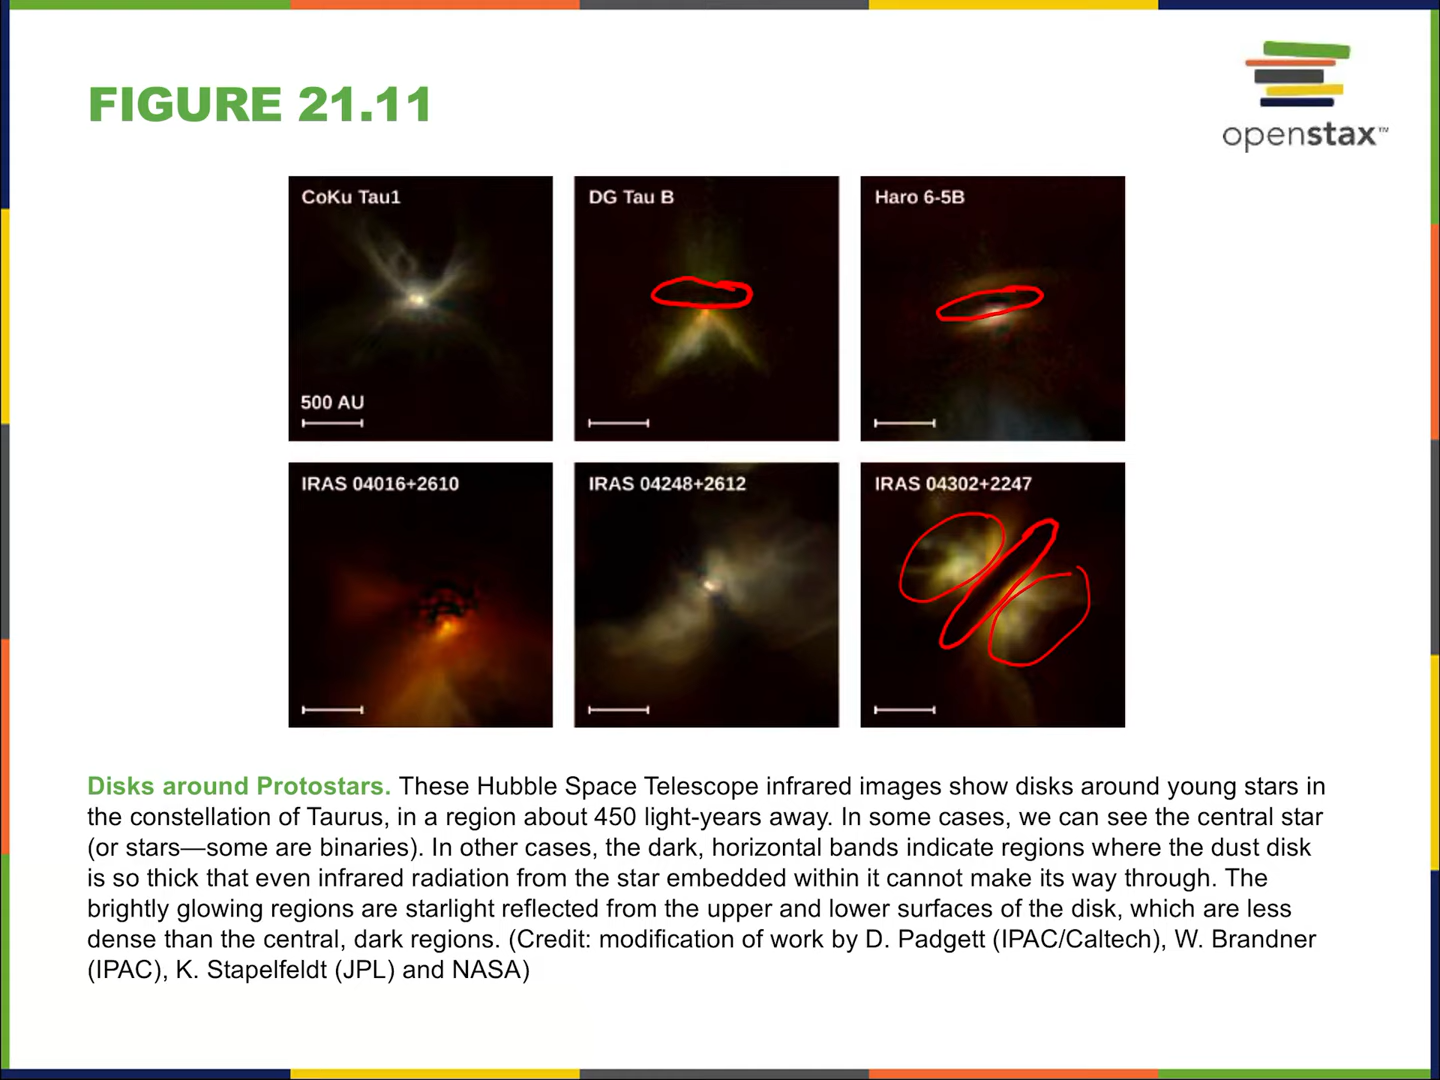 FIGURE 21.11
openstax™
CoKu Tau1
DG Tau B
Haro 6-5B
500 AU
IRAS 04016+2610
IRAS 04248+2612
IRAS 04302+2247
Disks around Protostars. These Hubble Space Telescope infrared images show disks around young stars in
the constellation of Taurus, in a region about 450 light-years away. In some cases, we can see the central star
(or stars—some are binaries). In other cases, the dark, horizontal bands indicate regions where the dust disk
is so thick that even infrared radiation from the star embedded within it cannot make its way through. The
brightly glowing regions are starlight reflected from the upper and lower surfaces of the disk, which are less
dense than the central, dark regions. (Credit: modification of work by D. Padgett (IPAC/Caltech), W. Brandner
(IPAC), K. Stapelfeldt (JPL) and NASA)